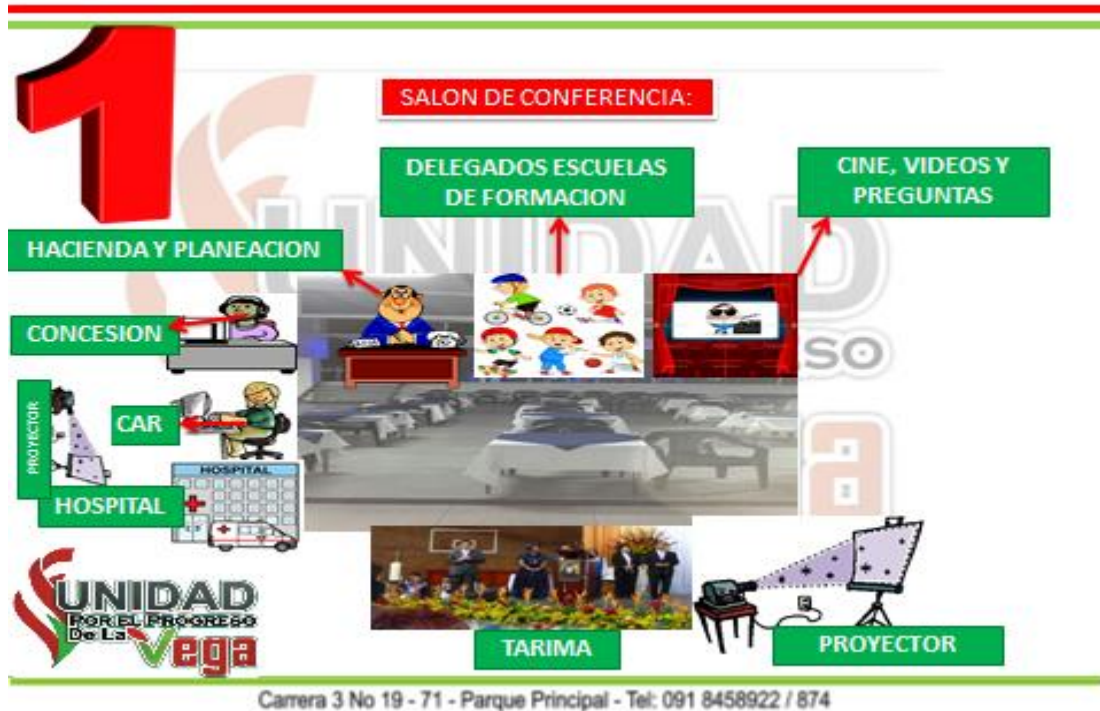 1
SALON DE CONFERENCIA:
DELEGADOS ESCUELAS
DE FORMACION
CINE, VIDEOS Y
PREGUNTAS
HACIENDA Y PLANEACION
CONCESION
PROYECTOR
CAR
HOSPITAL
HOSPITAL
TARIMA
PROYECTOR
UNIDAD
POR EL PROGRESO
De La
Vega
Carrera 3 No 19 - 71 - Parque Principal - Tel: 091 8458922 / 874